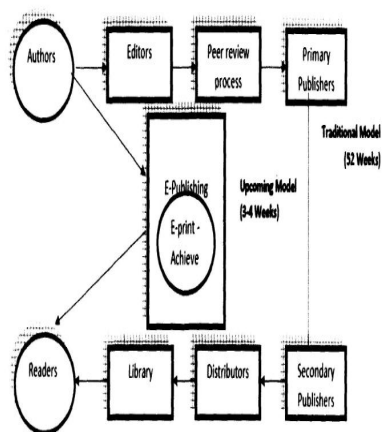 Authors
Editors
Peer review
process
Primary
Publishers
Traditional Model
(52 Weeks)
E-Publishing
Upcoming Model
(3-4 Weeks)
E-print -
Achieve
Readers
Library
Distributors
Secondary
Publishers